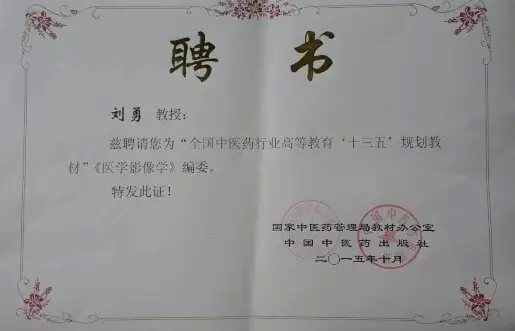 聘 书
刘勇 教授：
兹聘请您为“全国中医药行业高等教育‘十三五’规划教
材”《医学影像学》编委。
特发此证！
国家中医药管理局教材办公室
中国中医药出版社
二〇一五年十月